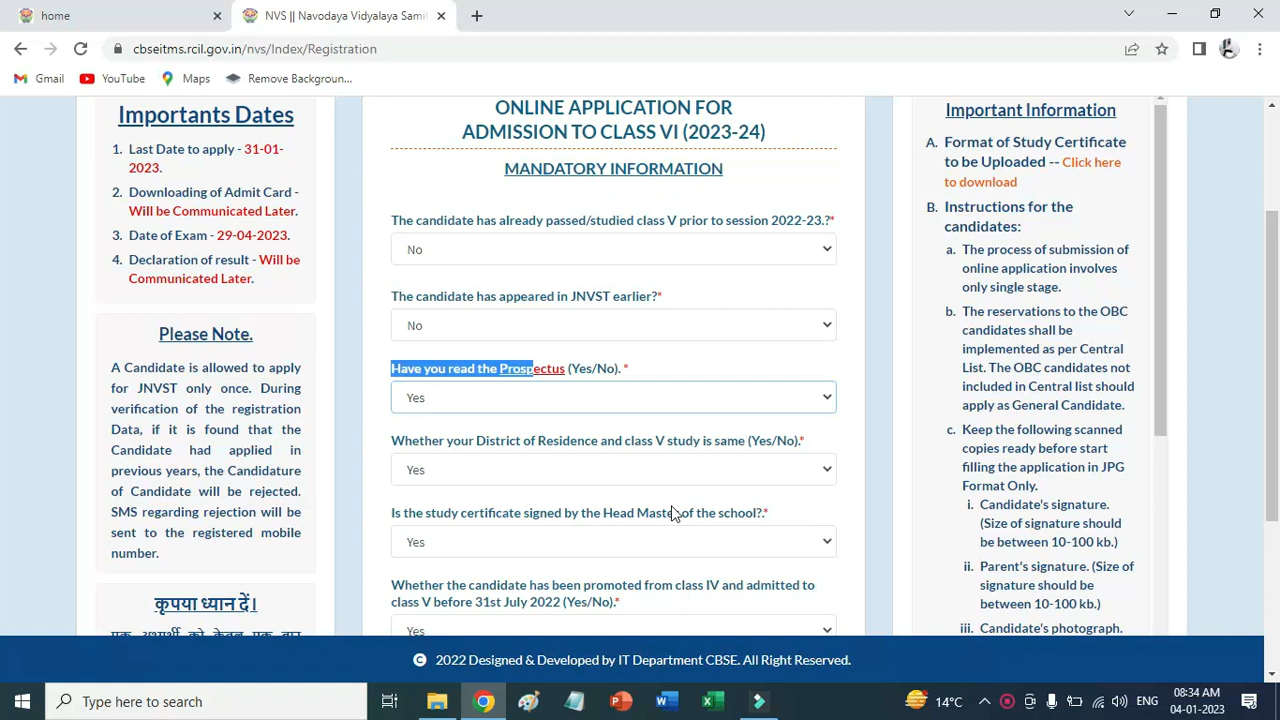 home
NVS || Navodaya Vidyalaya Sami
cbseitms.rcil.gov.in/nvs/Index/Registration
Gmail
YouTube
Maps
Remove Backgroun...
Importants Dates
1. Last Date to apply - 31-01-
2023.
2. Downloading of Admit Card -
Will be Communicated Later.
3. Date of Exam - 29-04-2023.
4. Declaration of result - Will be
Communicated Later.
Please Note.
A Candidate is allowed to apply
for JNVST only once. During
verification of the registration
Data, if it is found that the
Candidate had applied in
previous years, the Candidature
of Candidate will be rejected.
SMS regarding rejection will be
sent to the registered mobile
number.
कृपया ध्यान दें।
एक अभ्यर्थी को केवल एक बार
ONLINE APPLICATION FOR
ADMISSION TO CLASS VI (2023-24)
MANDATORY INFORMATION
The candidate has already passed/studied class V prior to session 2022-23.?*
No
The candidate has appeared in JNVST earlier?*
No
Have you read the Prospectus (Yes/No). *
Yes
Whether your District of Residence and class V study is same (Yes/No).*
Yes
Is the study certificate signed by the Head Master of the school?.*
Yes
Whether the candidate has been promoted from class IV and admitted to
class V before 31st July 2022 (Yes/No).*
Yes
Important Information
A. Format of Study Certificate
to be Uploaded -- Click here
to download
B. Instructions for the
candidates:
a. The process of submission of
online application involves
only single stage.
b. The reservations to the OBC
candidates shall be
implemented as per Central
List. The OBC candidates not
included in Central list should
apply as General Candidate.
c. Keep the following scanned
copies ready before start
filling the application in JPG
Format Only.
i. Candidate's signature.
(Size of signature should
be between 10-100 kb.)
ii. Parent's signature. (Size of
signature should be
between 10-100 kb.)
iii. Candidate's photograph.
C 2022 Designed & Developed by IT Department CBSE. All Right Reserved.
Type here to search
14°C
ENG
08:34 AM
04-01-2023